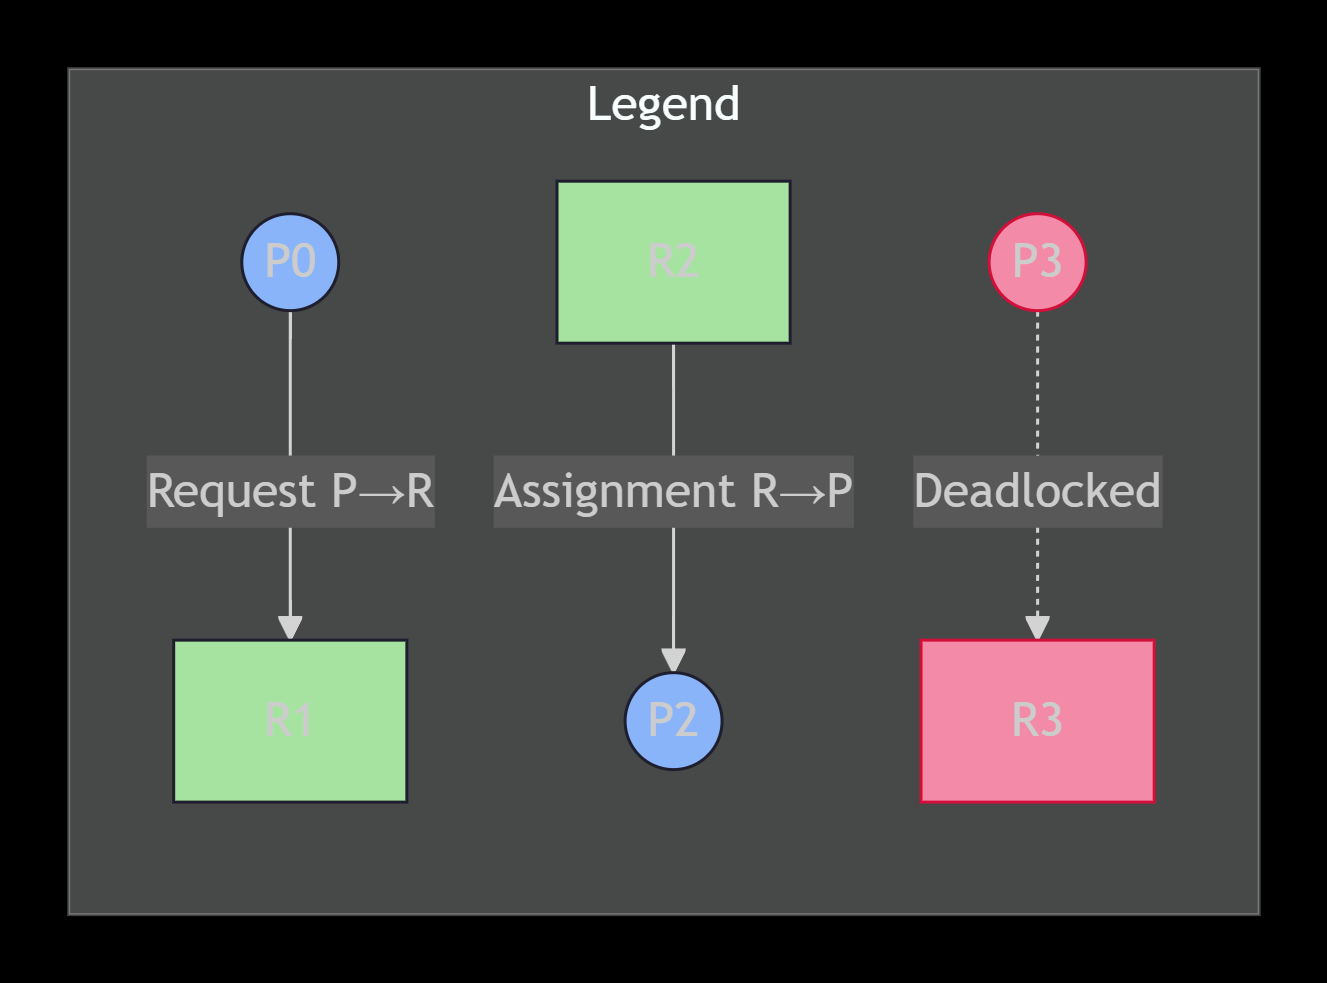 Legend
P0
R2
P3
Request P→R
Assignment R→P
Deadlocked
R1
P2
R3